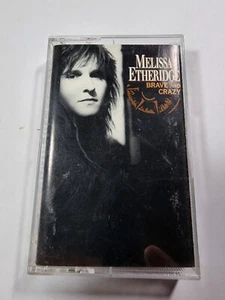 MELISSA
ETHERIDGE
BRAVE and
CRAZY